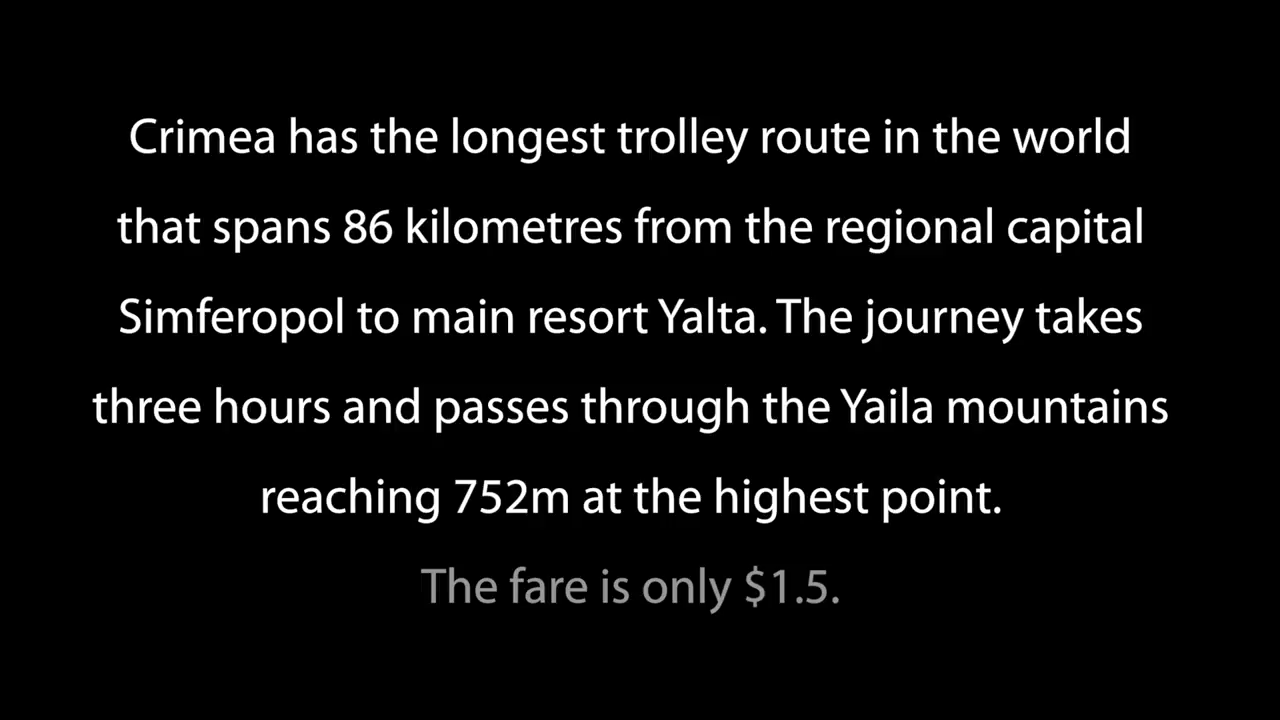 Crimea has the longest trolley route in the world
that spans 86 kilometres from the regional capital
Simferopol to main resort Yalta. The journey takes
three hours and passes through the Yaila mountains
reaching 752m at the highest point.
The fare is only $1.5.